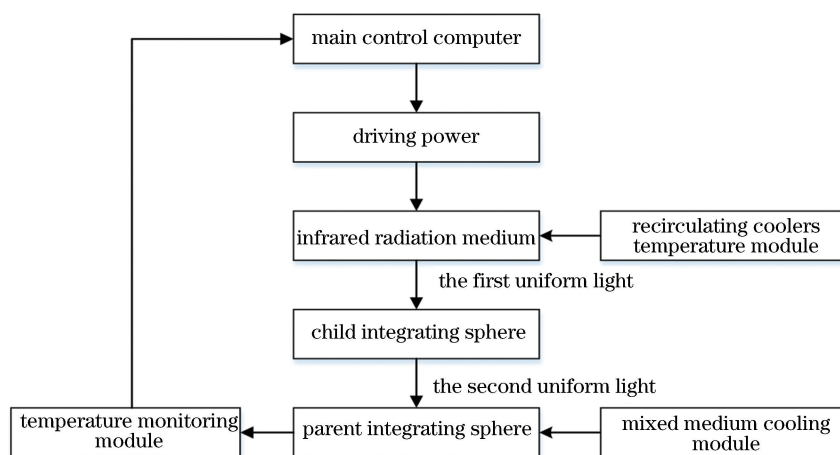 main control computer
driving power
infrared radiation medium
recirculating coolers
temperature module
the first uniform light
child integrating sphere
the second uniform light
temperature monitoring
module
parent integrating sphere
mixed medium cooling
module